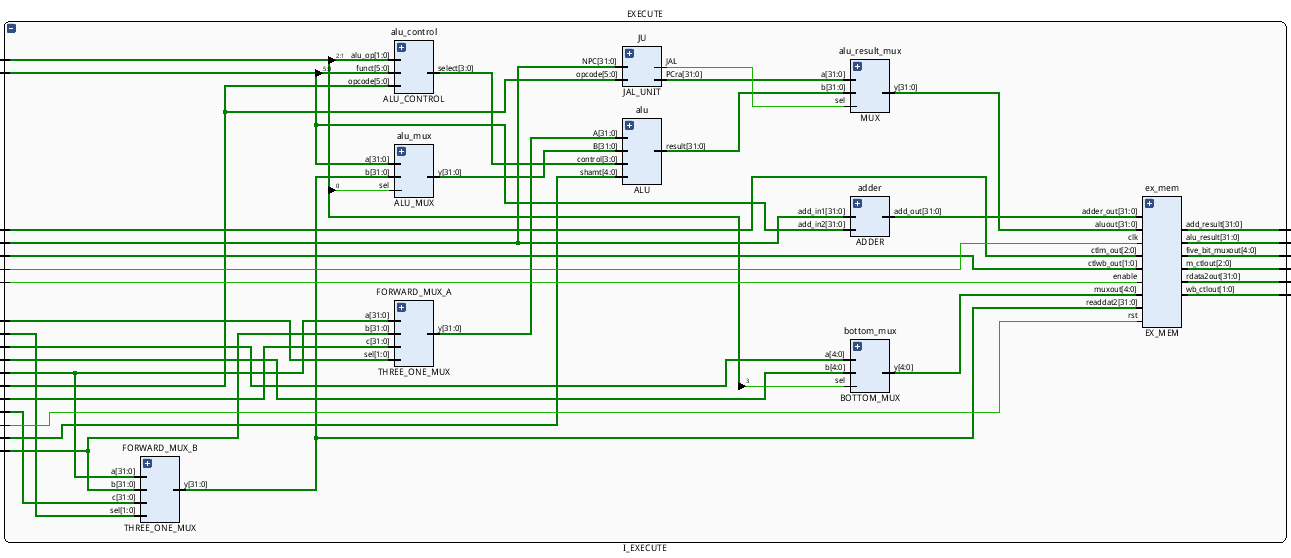 EXECUTE
alu_control
2:1
alu_op[1:0]
funct[5:0]
opcode[5:0]
select[3:0]
ALU_CONTROL
JU
NPC[31:0]
opcode[5:0]
JAL
PCra[31:0]
JAL_UNIT
alu_result_mux
a[31:0]
b[31:0]
sel
y[31:0]
MUX
alu_mux
a[31:0]
b[31:0]
0
sel
y[31:0]
ALU_MUX
alu
A[31:0]
B[31:0]
control[3:0]
shamt[4:0]
result[31:0]
ALU
adder
add_in1[31:0]
add_in2[31:0]
add_out[31:0]
ADDER
ex_mem
adder_out[31:0]
aluout[31:0]
clk
ctlm_out[2:0]
ctlwb_out[1:0]
enable
muxout[4:0]
readdat2[31:0]
rst
add_result[31:0]
alu_result[31:0]
five_bit_muxout[4:0]
m_ctlout[2:0]
rdata2out[31:0]
wb_ctlout[1:0]
EX_MEM
FORWARD_MUX_A
a[31:0]
b[31:0]
c[31:0]
sel[1:0]
y[31:0]
THREE_ONE_MUX
bottom_mux
a[4:0]
b[4:0]
3
sel
y[4:0]
BOTTOM_MUX
FORWARD_MUX_B
a[31:0]
b[31:0]
c[31:0]
sel[1:0]
y[31:0]
THREE_ONE_MUX
I_EXECUTE